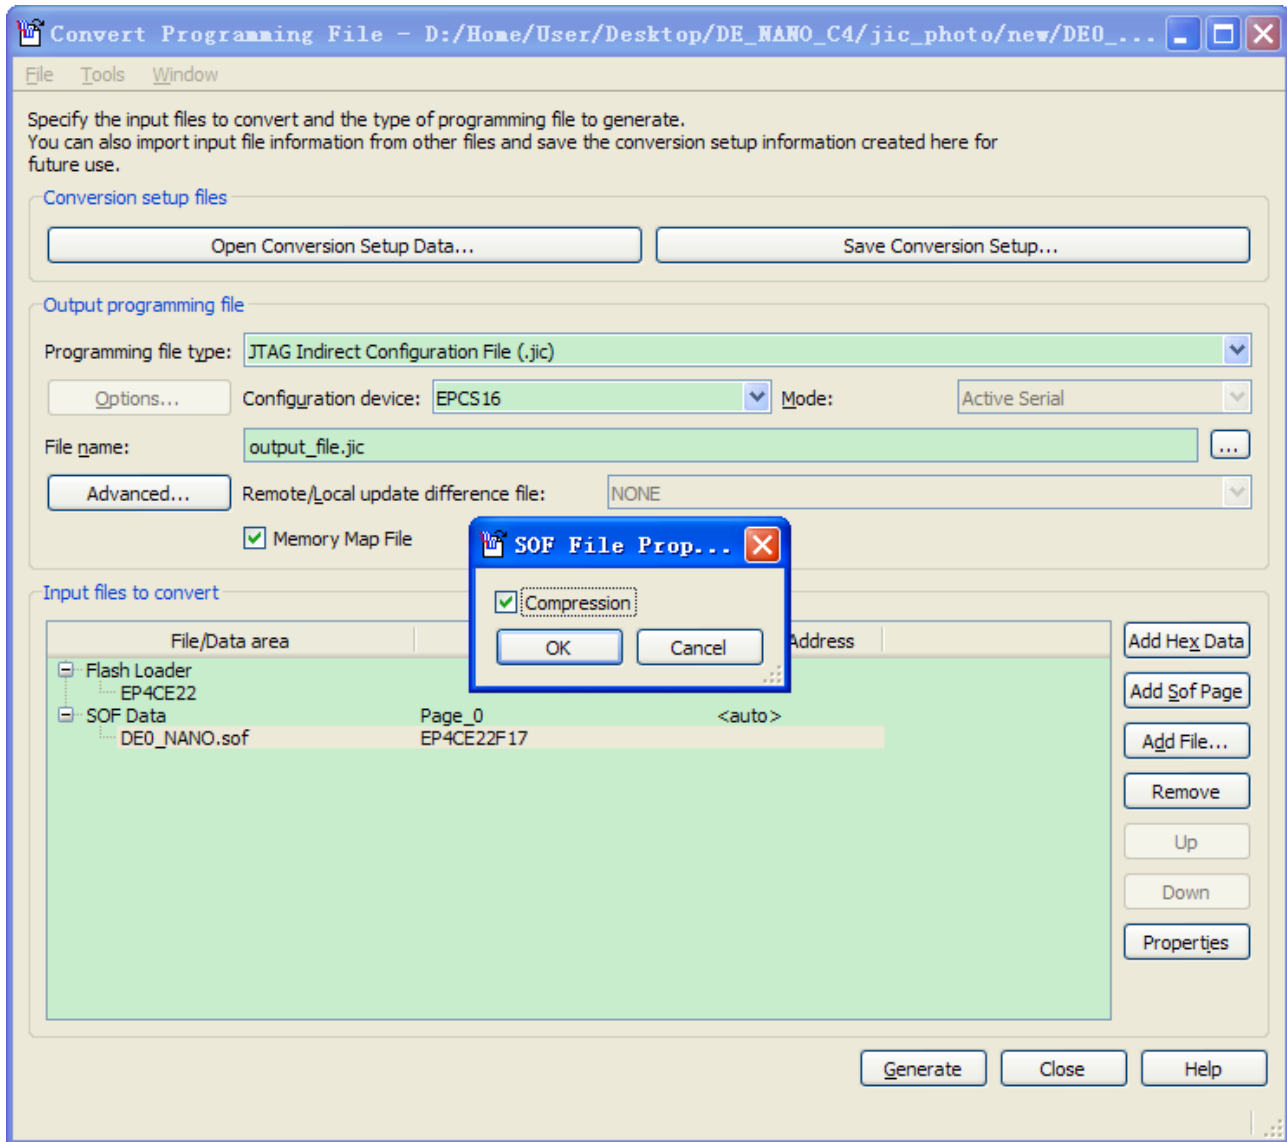 Convert Programming File - D:/Home/User/Desktop/DE_NANO_C4/jic_photo/new/DE0_...
File Tools Window
Specify the input files to convert and the type of programming file to generate.
You can also import input file information from other files and save the conversion setup information created here for
future use.
Conversion setup files
Open Conversion Setup Data... Save Conversion Setup...
Output programming file
Programming file type: JTAG Indirect Configuration File (.jic)
Options... Configuration device: EPCS16 Mode: Active Serial
File name: output_file.jic ...
Advanced... Remote/Local update difference file: NONE
Memory Map File
SOF File Prop...
Compression
OK Cancel
Input files to convert
File/Data area Address
Flash Loader
EP4CE22
SOF Data Page_0 <auto>
DE0_NANO.sof EP4CE22F17
Add Hex Data
Add Sof Page
Add File...
Remove
Up
Down
Properties
Generate Close Help